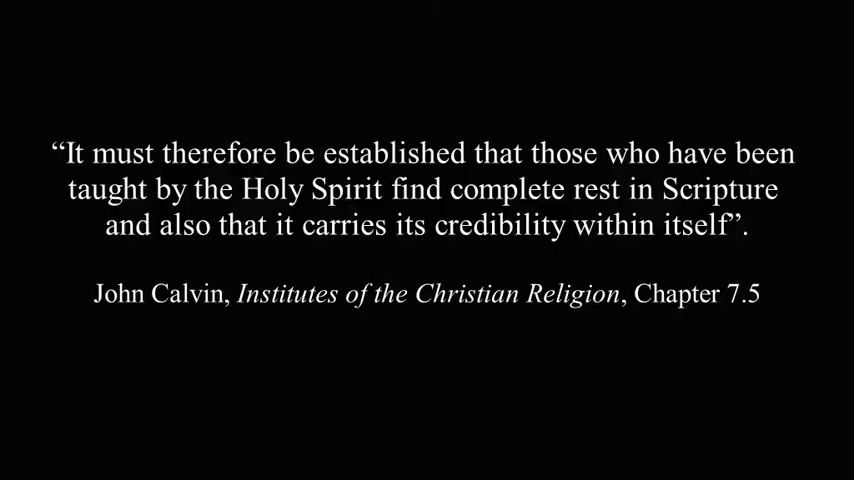 “It must therefore be established that those who have been
taught by the Holy Spirit find complete rest in Scripture
and also that it carries its credibility within itself”.
John Calvin, Institutes of the Christian Religion, Chapter 7.5